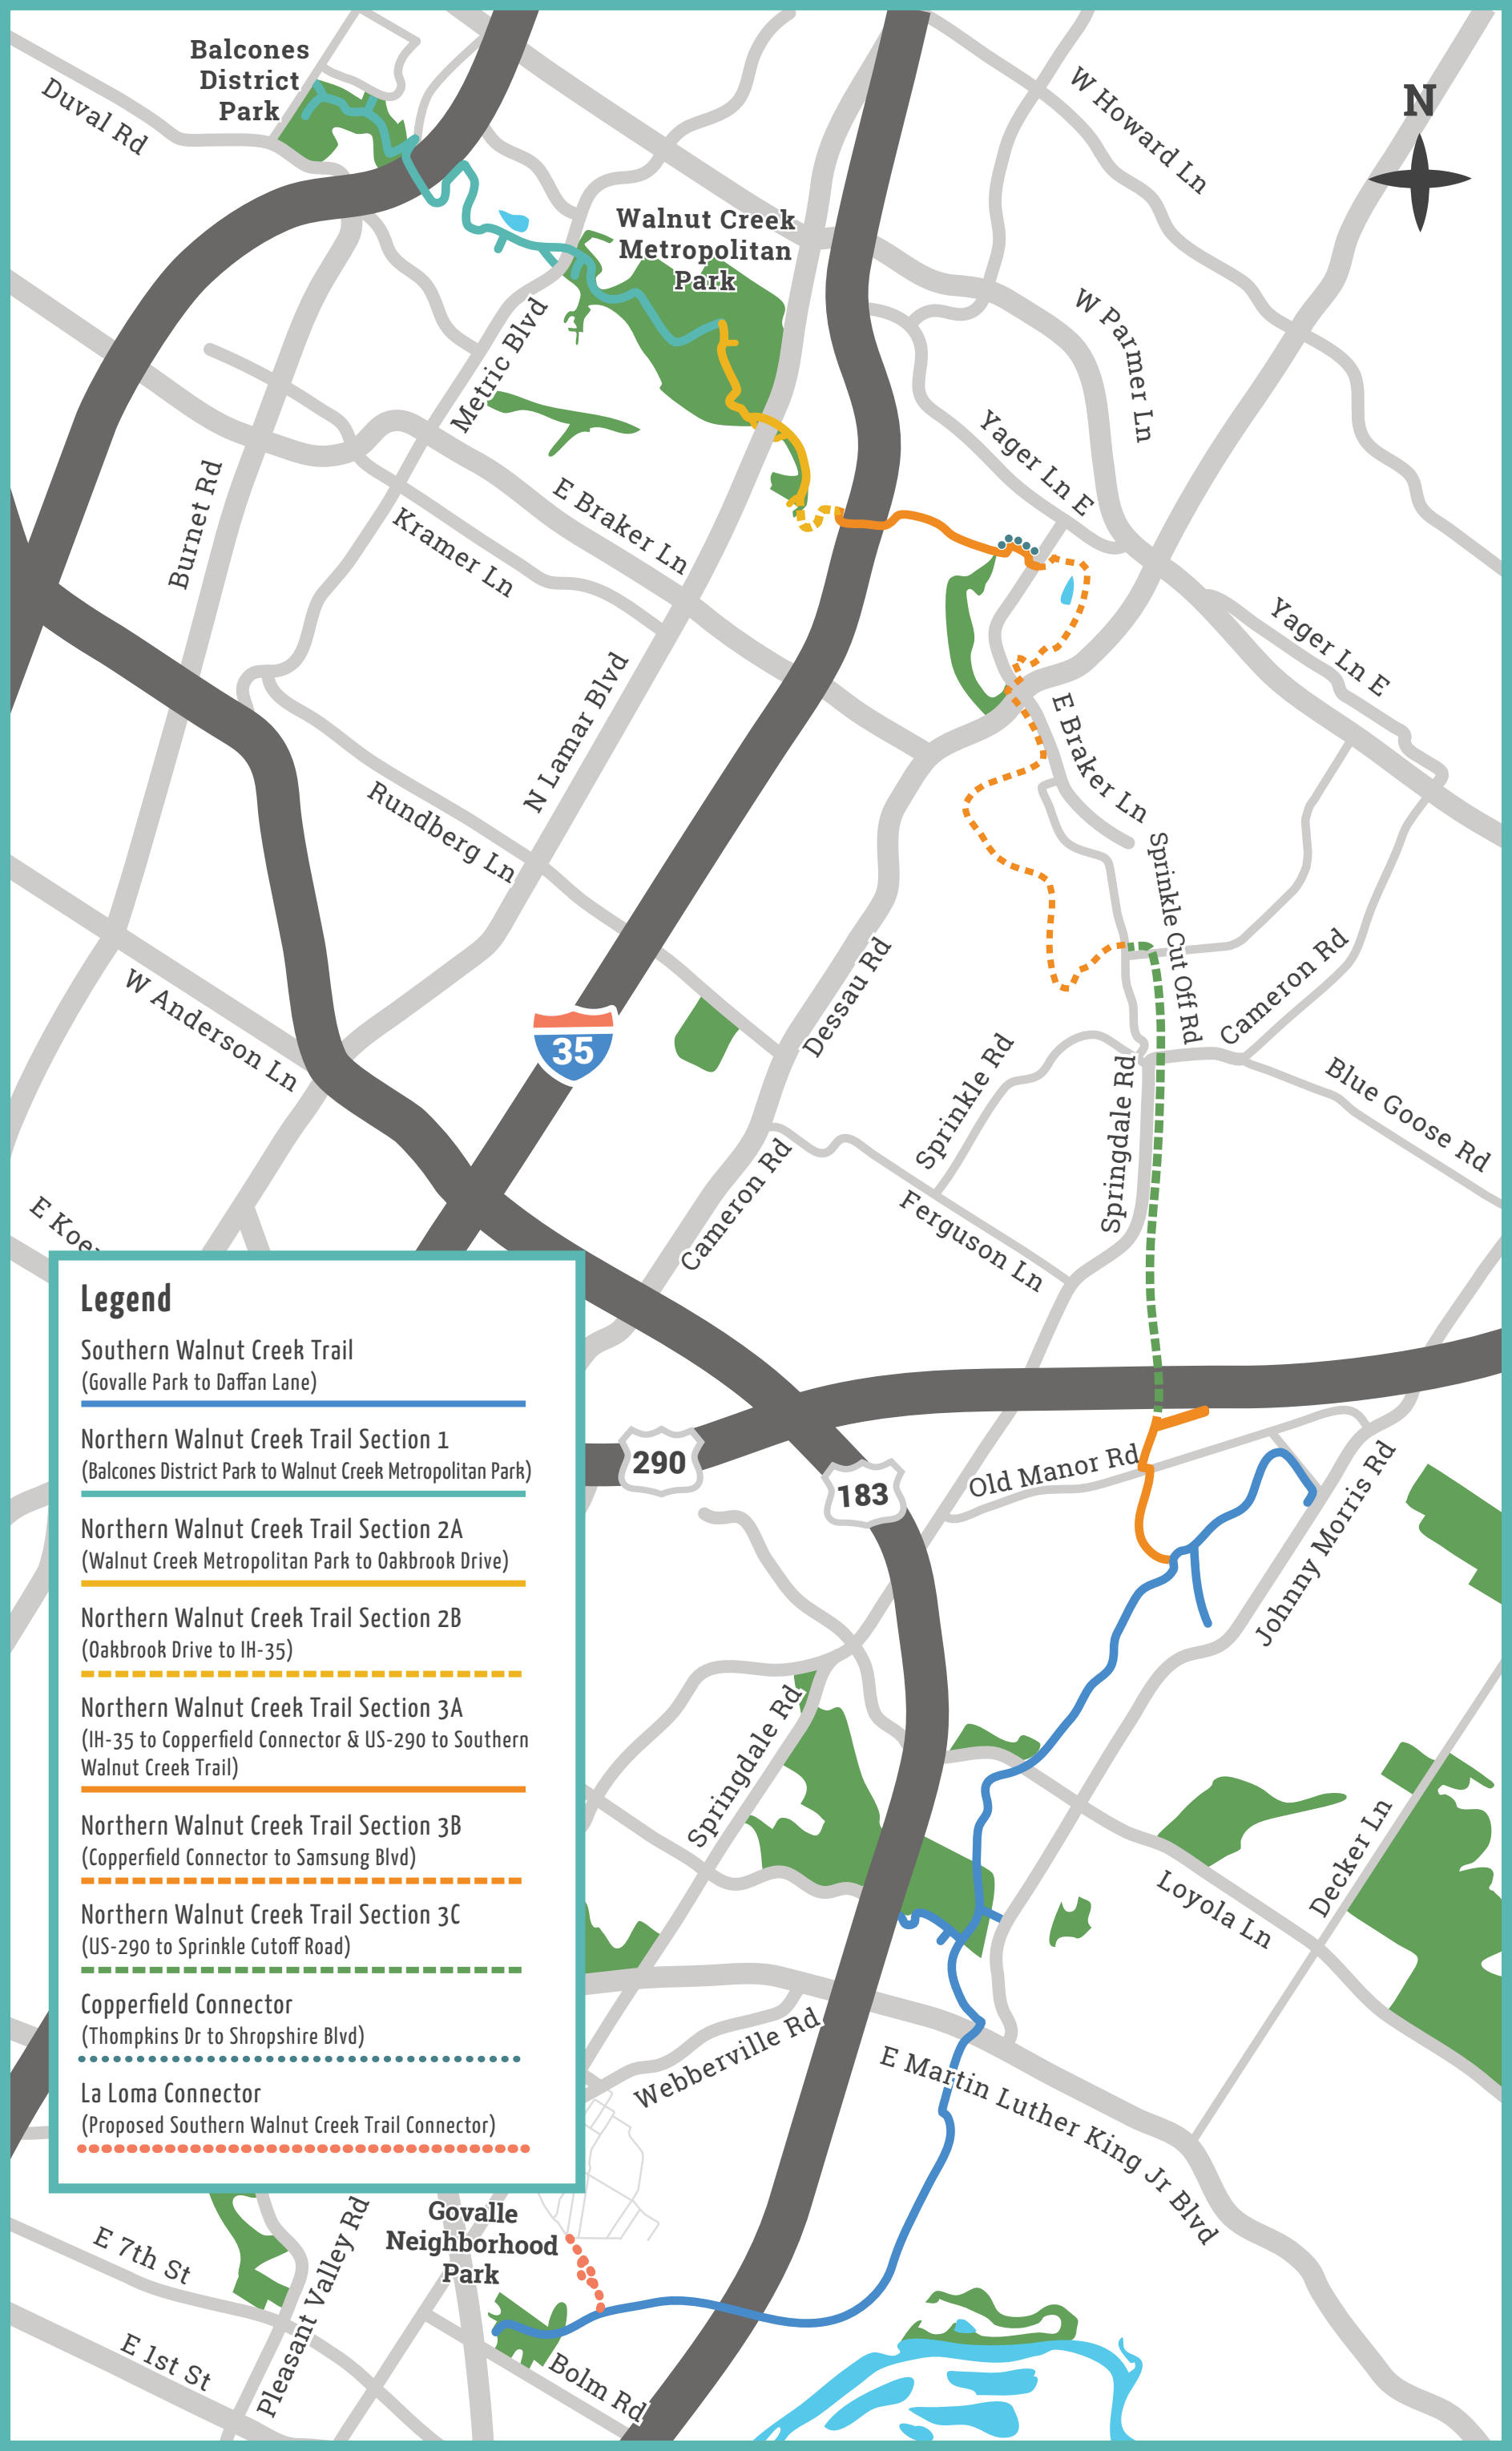 Balcones
District
Park
Duval Rd
W Howard Ln
N
Walnut Creek
Metropolitan
Park
Metric Blvd
W Parmer Ln
Yager Ln E
Burnet Rd
E Braker Ln
Kramer Ln
Yager Ln E
N Lamar Blvd
E Braker Ln
Rundberg Ln
Sprinkle Cut Off Rd
Dessau Rd
Cameron Rd
W Anderson Ln
35
Sprinkle Rd
Springdale Rd
Blue Goose Rd
Cameron Rd
Ferguson Ln
E Koe
290
183
Old Manor Rd
Johnny Morris Rd
Springdale Rd
Decker Ln
Loyola Ln
Webberville Rd
E Martin Luther King Jr Blvd
Legend
Southern Walnut Creek Trail
(Govalle Park to Daffan Lane)
Northern Walnut Creek Trail Section 1
(Balcones District Park to Walnut Creek Metropolitan Park)
Northern Walnut Creek Trail Section 2A
(Walnut Creek Metropolitan Park to Oakbrook Drive)
Northern Walnut Creek Trail Section 2B
(Oakbrook Drive to IH-35)
Northern Walnut Creek Trail Section 3A
(IH-35 to Copperfield Connector & US-290 to Southern
Walnut Creek Trail)
Northern Walnut Creek Trail Section 3B
(Copperfield Connector to Samsung Blvd)
Northern Walnut Creek Trail Section 3C
(US-290 to Sprinkle Cutoff Road)
Copperfield Connector
(Thompkins Dr to Shropshire Blvd)
La Loma Connector
(Proposed Southern Walnut Creek Trail Connector)
Govalle
Neighborhood
Park
E 7th St
Pleasant Valley Rd
E 1st St
Bolm Rd